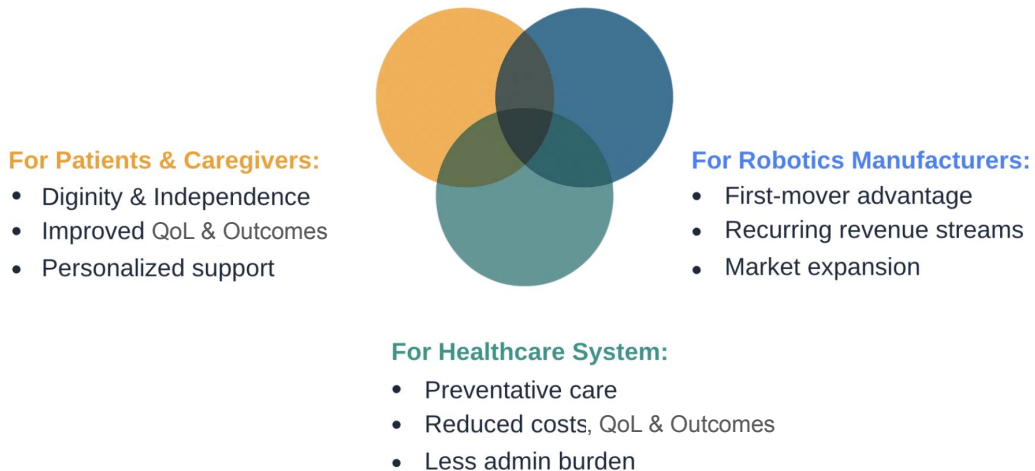 For Patients & Caregivers:
• Diginity & Independence
• Improved QoL & Outcomes
• Personalized support
For Robotics Manufacturers:
• First-mover advantage
• Recurring revenue streams
• Market expansion
For Healthcare System:
• Preventative care
• Reduced costs, QoL & Outcomes
• Less admin burden